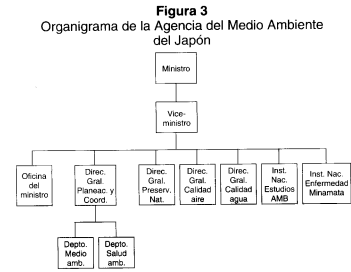 Figura 3
Organigrama de la Agencia del Medio Ambiente
del Japón
Ministro
Vice-
ministro
Oficina
del
ministro
Direc.
Gral.
Planeac. y
Coord.
Direc.
Gral.
Preserv.
Nat.
Direc.
Gral.
Calidad
aire
Direc.
Gral.
Calidad
agua
Inst.
Nac.
Estudios
AMB
Inst. Nac.
Enfermedad
Minamata
Depto.
Medio
amb.
Depto.
Salud
amb.